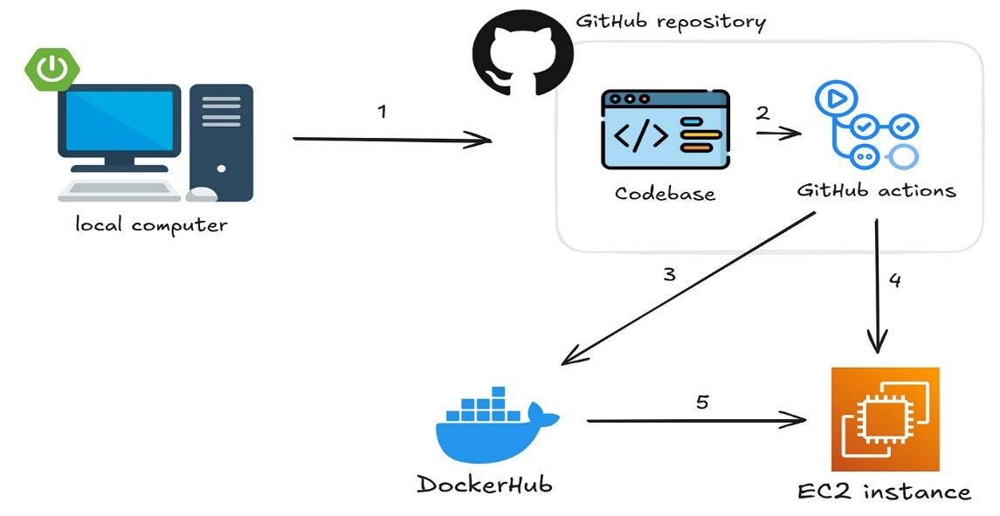 GitHub repository
1
2
local computer
Codebase
GitHub actions
3
4
5
DockerHub
EC2 instance